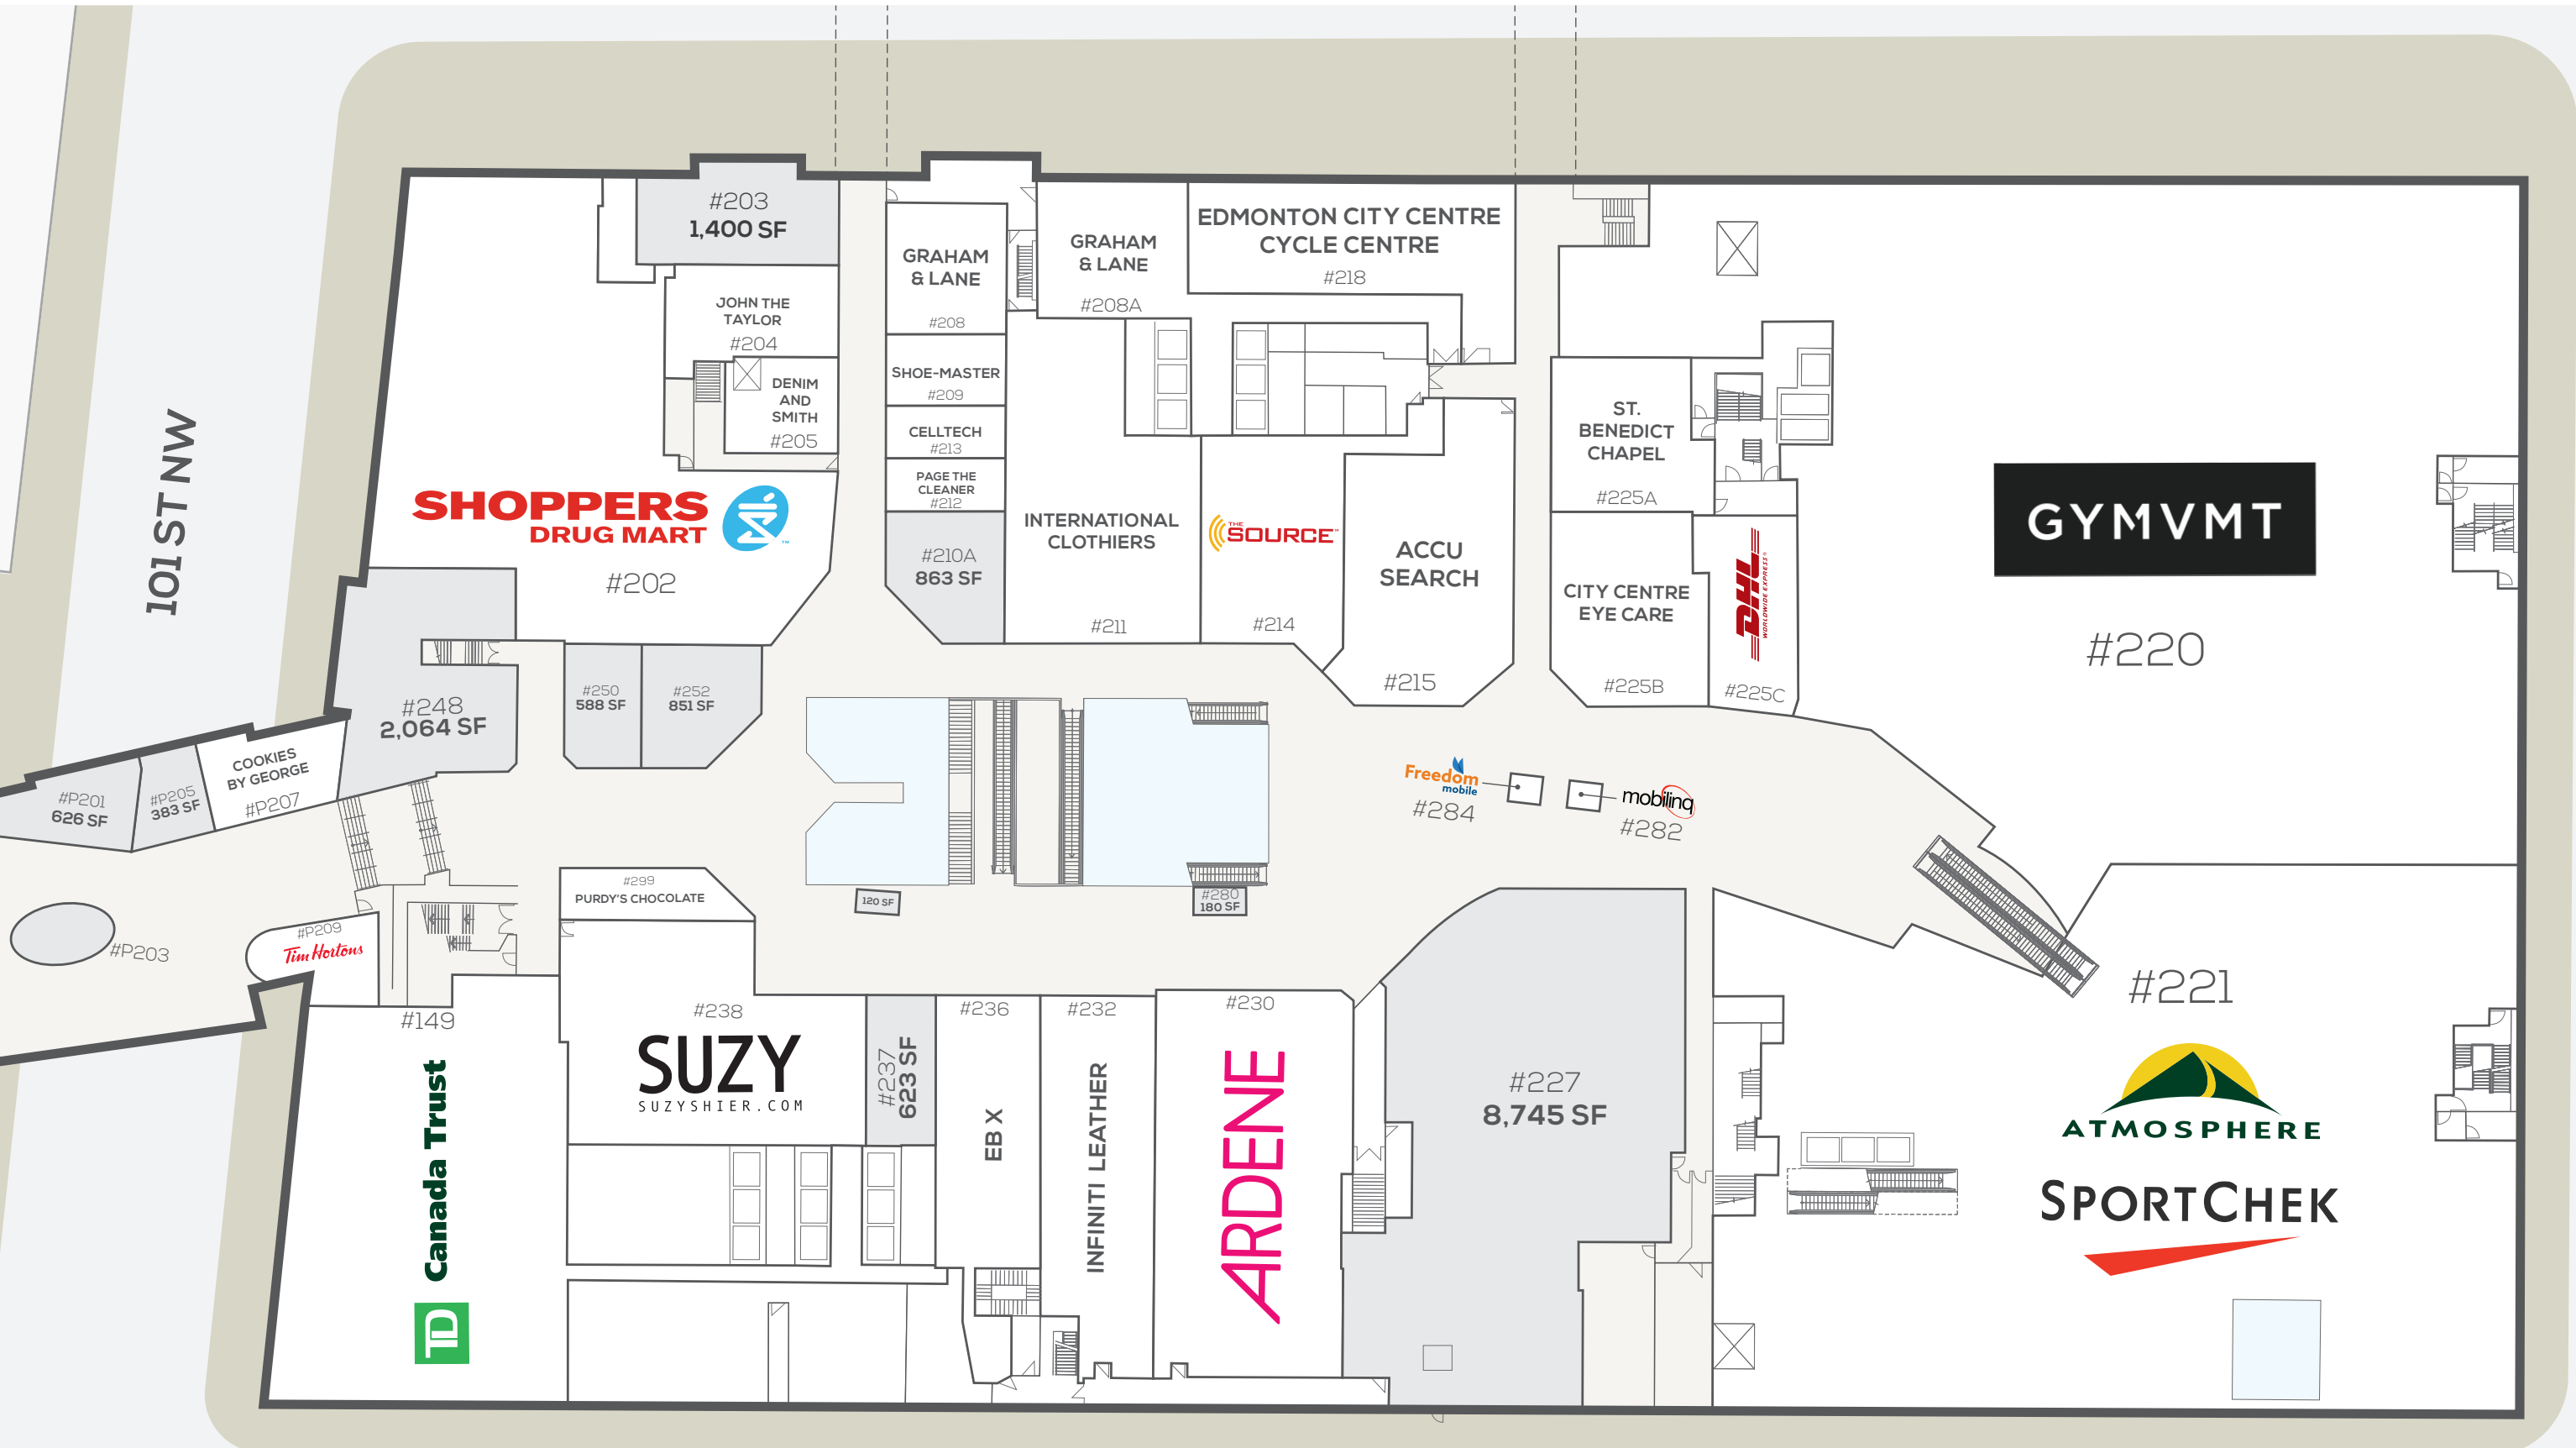 101 ST NW
#203
1,400 SF
JOHN THE
TAYLOR
#204
DENIM
AND
SMITH
#205
SHOPPERS
DRUG MART
#202
GRAHAM
& LANE
#208
SHOE-MASTER
#209
CELLTECH
#213
PAGE THE
CLEANER
#212
#210A
863 SF
GRAHAM
& LANE
#208A
EDMONTON CITY CENTRE
CYCLE CENTRE
#218
INTERNATIONAL
CLOTHIERS
#211
THE
SOURCE
#214
ACCU
SEARCH
#215
ST.
BENEDICT
CHAPEL
#225A
CITY CENTRE
EYE CARE
#225B
DHL
WORLDWIDE EXPRESS
#225C
GYMVMT
#220
#248
2,064 SF
#250
588 SF
#252
851 SF
#P201
626 SF
#P205
383 SF
COOKIES
BY GEORGE
#P207
#P203
#P209
Tim Hortons
Freedom
mobile
#284
mobilinq
#282
#299
PURDY'S CHOCOLATE
120 SF
#280
180 SF
#149
TD Canada Trust
#238
SUZY
SUZYSHIER.COM
#237
623 SF
#236
EB X
#232
INFINITI LEATHER
#230
ARDENE
#227
8,745 SF
#221
ATMOSPHERE
SPORTCHEK